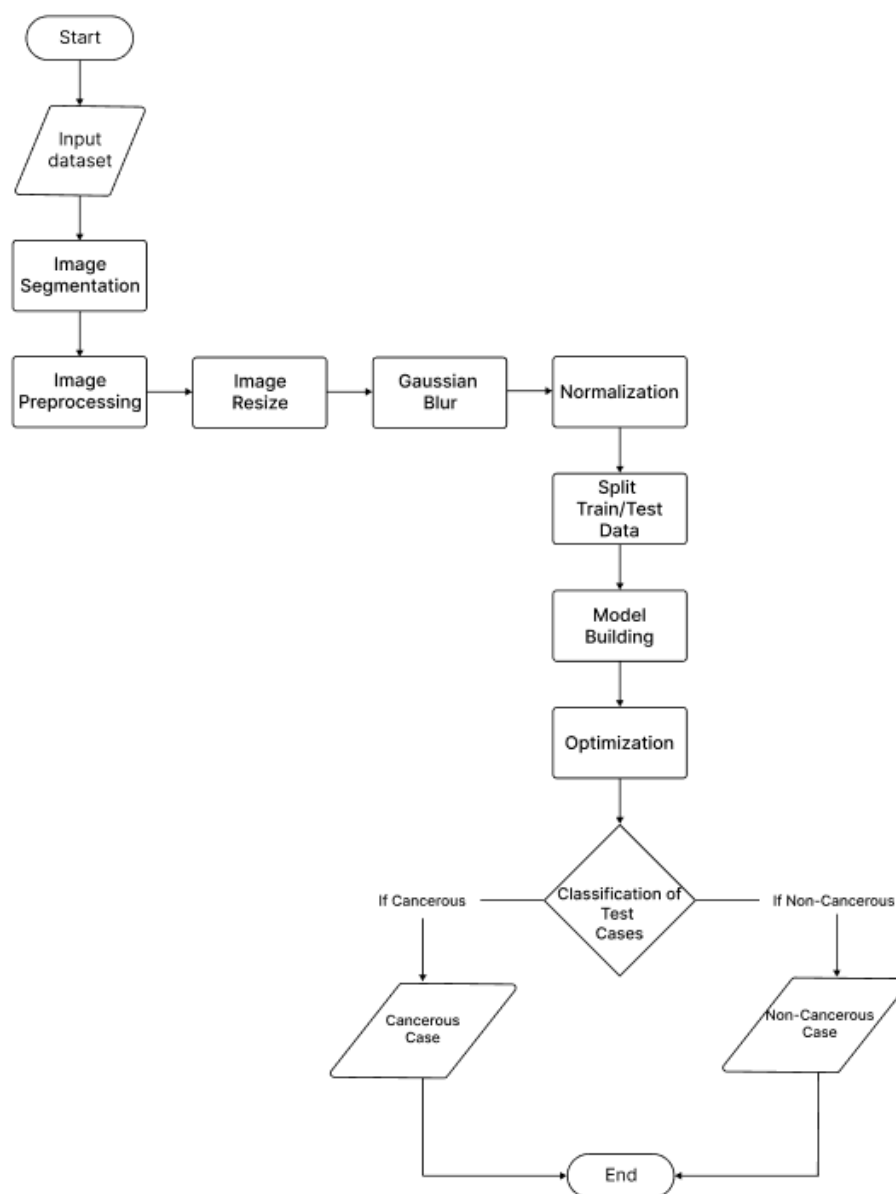 Start
Input
dataset
Image
Segmentation
Image
Preprocessing
Image
Resize
Gaussian
Blur
Normalization
Split
Train/Test
Data
Model
Building
Optimization
If Cancerous
Classification of
Test
Cases
If Non-Cancerous
Cancerous
Case
Non-Cancerous
Case
End